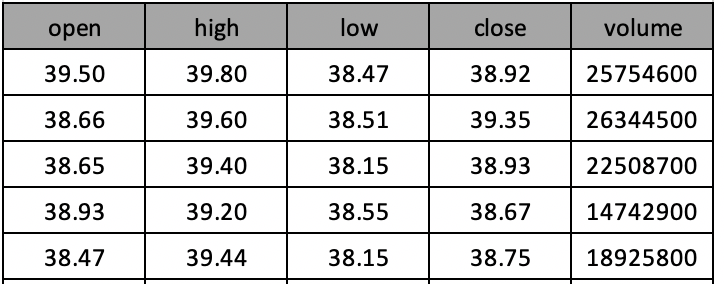 open high low close volume
39.50 39.80 38.47 38.92 25754600
38.66 39.60 38.51 39.35 26344500
38.65 39.40 38.15 38.93 22508700
38.93 39.20 38.55 38.67 14742900
38.47 39.44 38.15 38.75 18925800